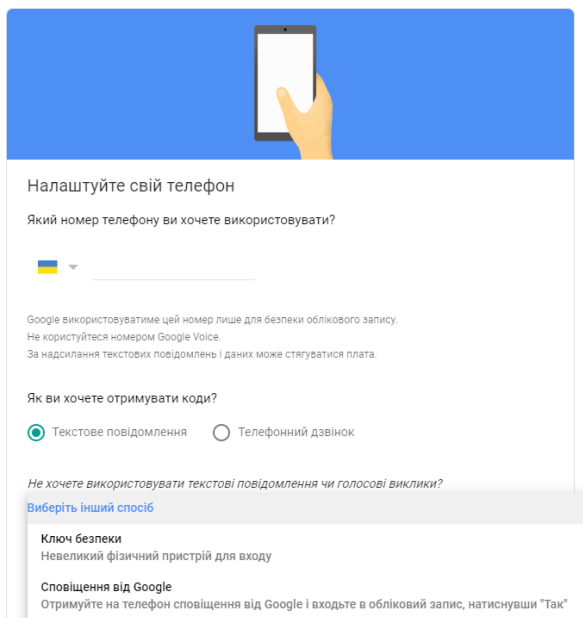 Налаштуйте свій телефон
Який номер телефону ви хочете використовувати?
Google використовуватиме цей номер лише для безпеки облікового запису.
Не користуйтеся номером Google Voice.
За надсилання текстових повідомлень і даних може стягуватися плата.
Як ви хочете отримувати коди?
Текстове повідомлення Телефонний дзвінок
Не хочете використовувати текстові повідомлення чи голосові виклики?
Виберіть інший спосіб
Ключ безпеки
Невеликий фізичний пристрій для входу
Сповіщення від Google
Отримуйте на телефон сповіщення від Google і входьте в обліковий запис, натиснувши "Так"